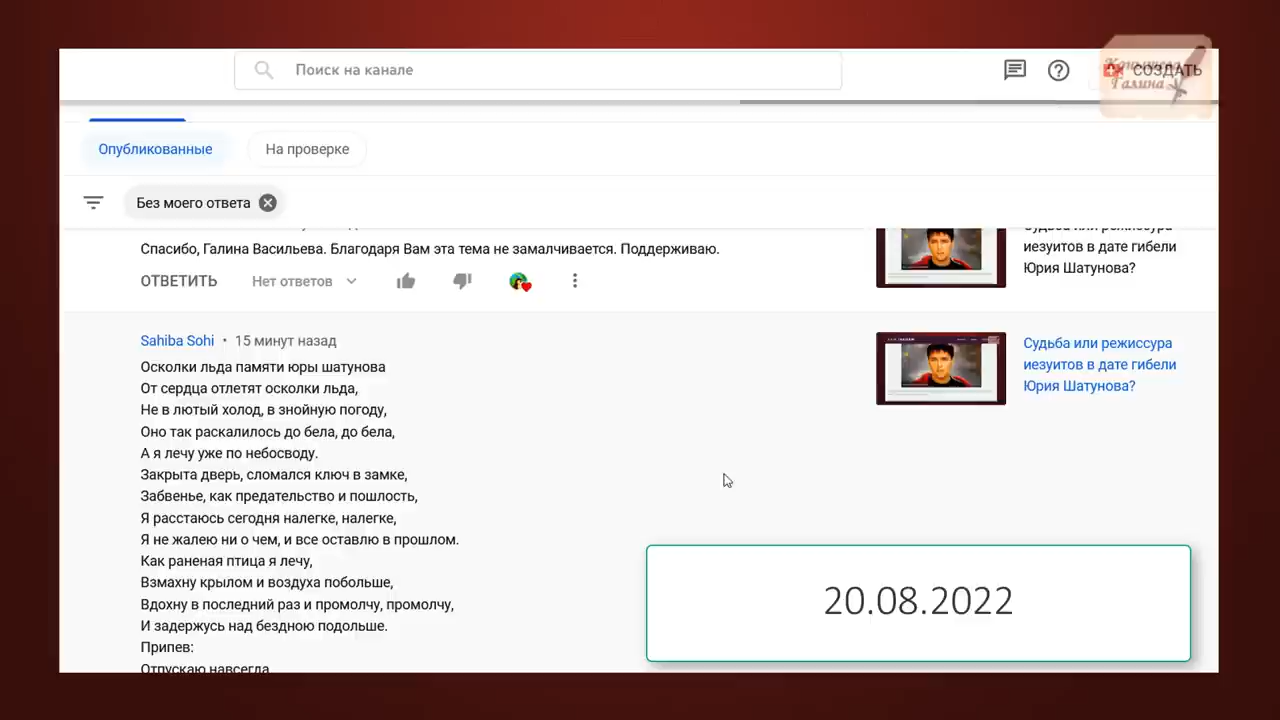 Поиск на канале
СОЗДАТЬ
Галина
Опубликованные
На проверке
Без моего ответа
Спасибо, Галина Васильева. Благодаря Вам эта тема не замалчивается. Поддерживаю.
иезуитов в дате гибели
Юрия Шатунова?
ОТВЕТИТЬ
Нет ответов
Sahiba Sohi • 15 минут назад
Осколки льда памяти юры шатунова
От сердца отлетят осколки льда,
Не в лютый холод, в знойную погоду,
Оно так раскалилось до бела, до бела,
А я лечу уже по небосводу.
Закрыта дверь, сломался ключ в замке,
Забвенье, как предательство и пошлость,
Я расстаюсь сегодня налегке, налегке,
Я не жалею ни о чем, и все оставлю в прошлом.
Как раненая птица я лечу,
Взмахну крылом и воздуха побольше,
Вдохну в последний раз и промолчу, промолчу,
И задержусь над бездною подольше.
Припев:
Отпускаю навсегда
Судьба или режиссура
иезуитов в дате гибели
Юрия Шатунова?
20.08.2022